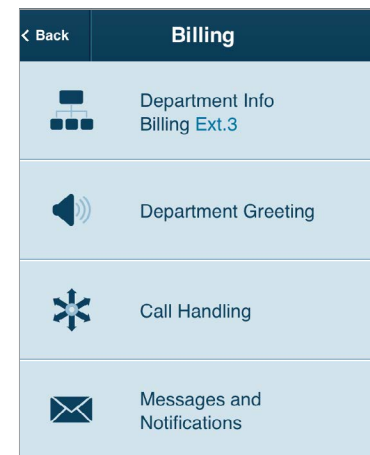 Back
Billing
Department Info
Billing Ext.3
Department Greeting
Call Handling
Messages and
Notifications